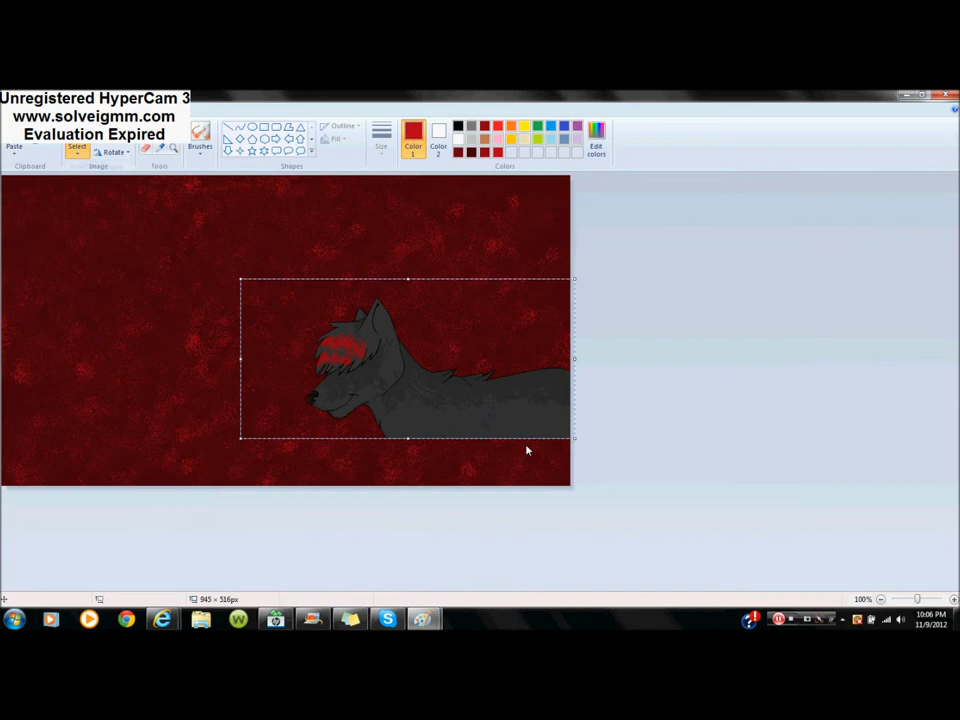 Unregistered HyperCam 3
www.solveigmm.com
Evaluation Expired
Paste
Select
Rotate
Brushes
Outline
Fill
Size
Color
1
Color
2
Edit
colors
Clipboard
Image
Tools
Shapes
Colors
945 × 516px
100%
10:06 PM
11/9/2012